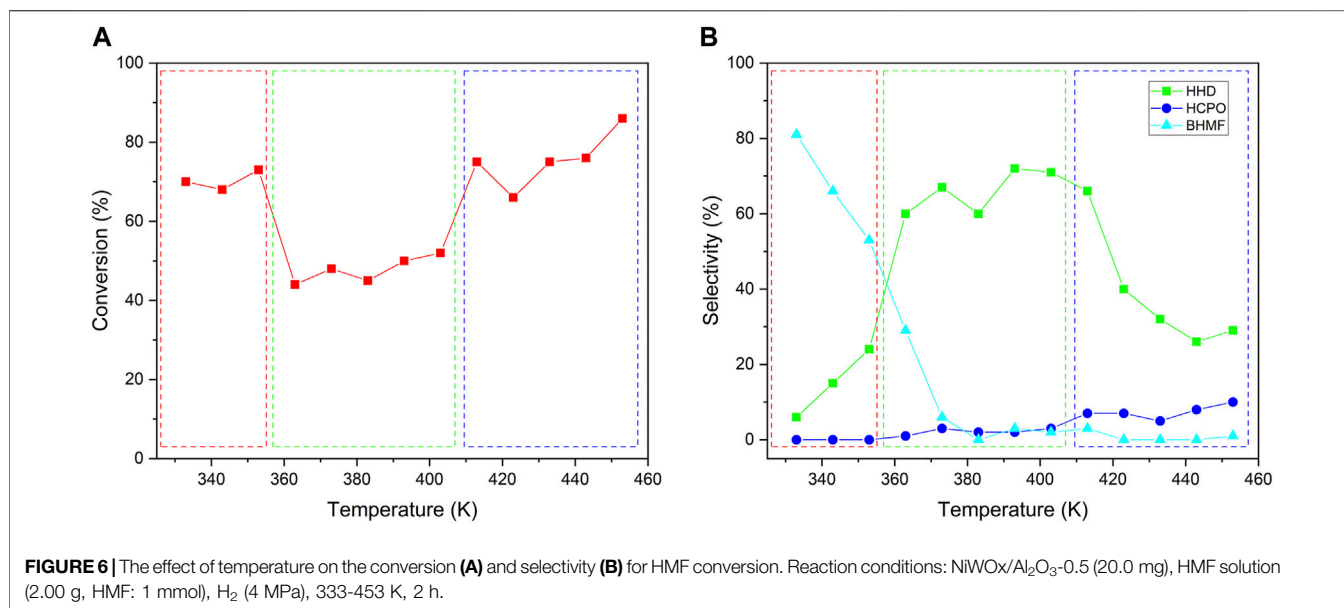 A
100
80
60
40
20
0
340
360
380
400
420
440
460
Conversion (%)
Temperature (K)
B
100
80
60
40
20
0
340
360
380
400
420
440
460
Selectivity (%)
Temperature (K)
HHD
HCPO
BHMF
FIGURE 6 | The effect of temperature on the conversion (A) and selectivity (B) for HMF conversion. Reaction conditions: NiWOx/Al₂O₃-0.5 (20.0 mg), HMF solution
(2.00 g, HMF: 1 mmol), H₂ (4 MPa), 333-453 K, 2 h.